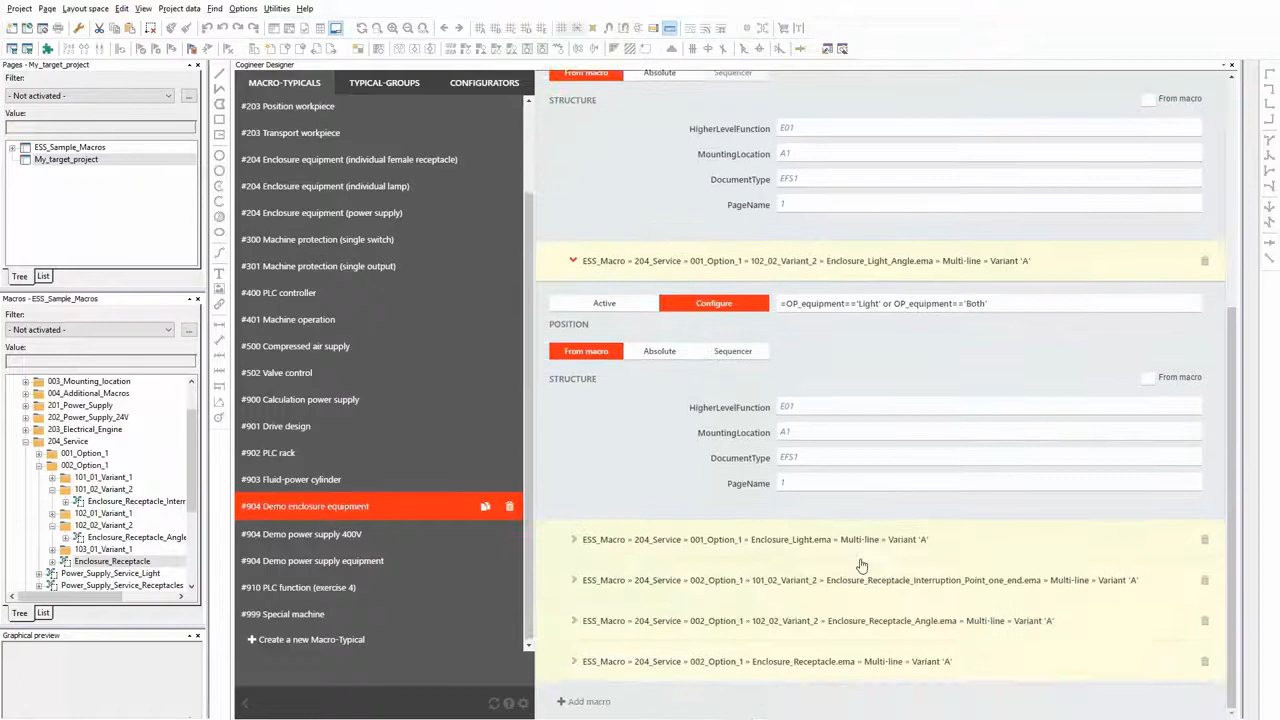 Project Page Layout space Edit View Project data Find Options Utilities Help
Pages - My_target_project
Filter:
- Not activated - ...
Value:
ESS_Sample_Macros
My_target_project
Tree List
Macros - ESS_Sample_Macros
Filter:
- Not activated - ...
Value:
003_Mounting_location
004_Additional_Macros
201_Power_Supply
202_Power_Supply_24V
203_Electrical_Engine
204_Service
001_Option_1
002_Option_1
101_01_Variant_1
101_02_Variant_2
Enclosure_Receptacle_Interr
102_01_Variant_1
102_02_Variant_2
Enclosure_Receptacle_Angle
103_01_Variant_1
Enclosure_Receptacle
Power_Supply_Service_Light
Power_Supply_Service_Receptacles
Tree List
Graphical preview
Cogineer Designer
MACRO-TYPICALS TYPICAL-GROUPS CONFIGURATORS
#203 Position workpiece
#203 Transport workpiece
#204 Enclosure equipment (individual female receptacle)
#204 Enclosure equipment (individual lamp)
#204 Enclosure equipment (power supply)
#300 Machine protection (single switch)
#301 Machine protection (single output)
#400 PLC controller
#401 Machine operation
#500 Compressed air supply
#502 Valve control
#900 Calculation power supply
#901 Drive design
#902 PLC rack
#903 Fluid-power cylinder
#904 Demo enclosure equipment
#904 Demo power supply 400V
#904 Demo power supply equipment
#910 PLC function (exercise 4)
#999 Special machine
+ Create a new Macro-Typical
From macro Absolute Sequencer
STRUCTURE From macro
HigherLevelFunction E01
MountingLocation A1
DocumentType EFS1
PageName 1
ESS_Macro » 204_Service » 001_Option_1 » 102_02_Variant_2 » Enclosure_Light_Angle.ema » Multi-line » Variant 'A'
Active Configure =OP_equipment=='Light' or OP_equipment=='Both'
POSITION
From macro Absolute Sequencer
STRUCTURE From macro
HigherLevelFunction E01
MountingLocation A1
DocumentType EFS1
PageName 1
ESS_Macro » 204_Service » 001_Option_1 » Enclosure_Light.ema » Multi-line » Variant 'A'
ESS_Macro » 204_Service » 002_Option_1 » 101_02_Variant_2 » Enclosure_Receptacle_Interruption_Point_one_end.ema » Multi-line » Variant 'A'
ESS_Macro » 204_Service » 002_Option_1 » 102_02_Variant_2 » Enclosure_Receptacle_Angle.ema » Multi-line » Variant 'A'
ESS_Macro » 204_Service » 002_Option_1 » Enclosure_Receptacle.ema » Multi-line » Variant 'A'
+ Add macro